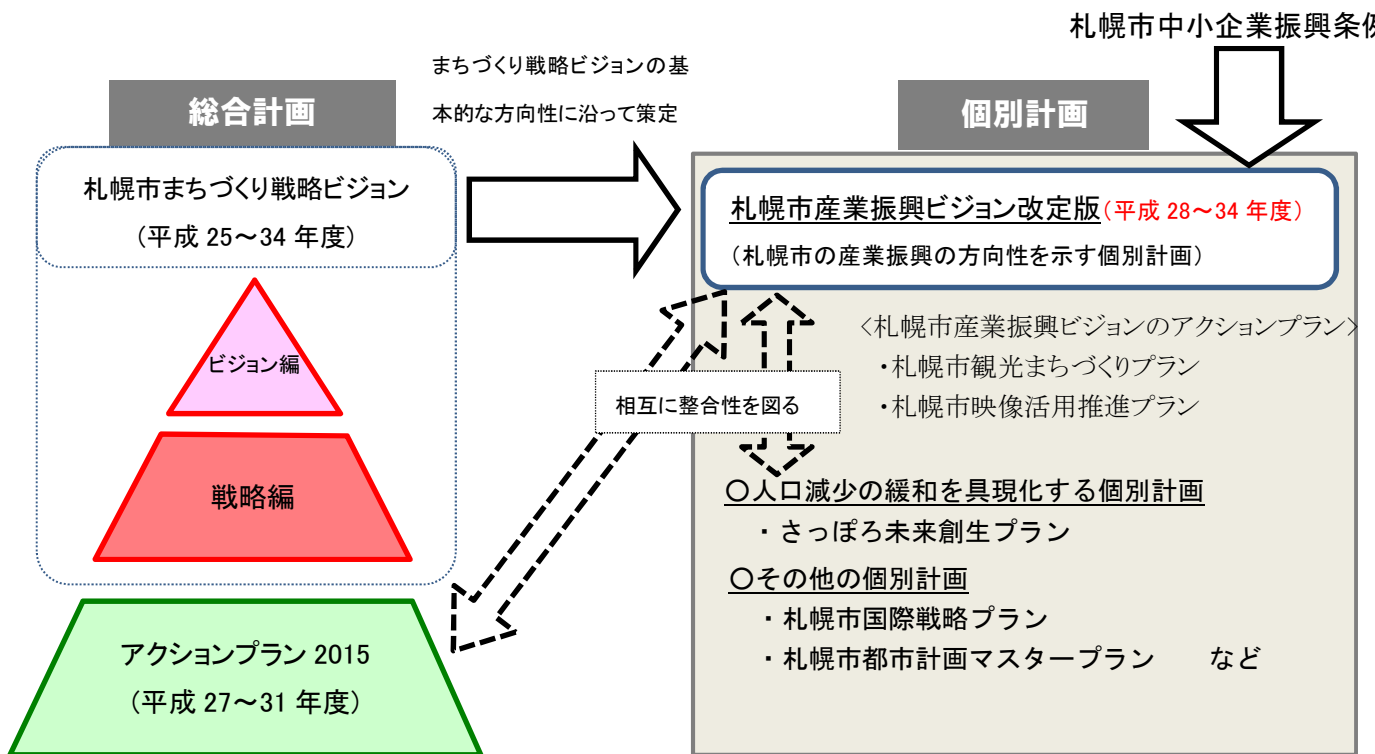 札幌市中小企業振興条例
まちづくり戦略ビジョンの基
本的な方向性に沿って策定
総合計画
個別計画
札幌市まちづくり戦略ビジョン
（平成 25～34 年度）
札幌市産業振興ビジョン改定版（平成 28～34 年度）
（札幌市の産業振興の方向性を示す個別計画）
ビジョン編
戦略編
相互に整合性を図る
〈札幌市産業振興ビジョンのアクションプラン〉
・札幌市観光まちづくりプラン
・札幌市映像活用推進プラン
〇人口減少の緩和を具現化する個別計画
・さっぽろ未来創生プラン
〇その他の個別計画
・札幌市国際戦略プラン
・札幌市都市計画マスタープラン　　など
アクションプラン 2015
（平成 27～31 年度）